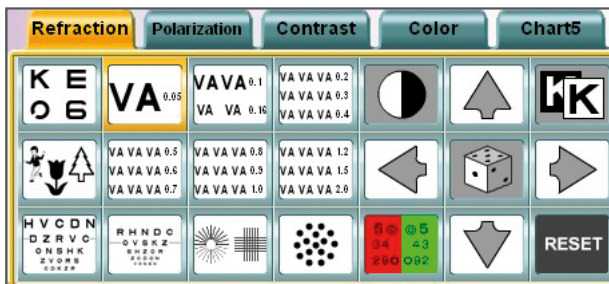 Refraction Polarization Contrast Color Chart5
K E
VA 0.05
VA VA 0.1
VA VA 0.16
VA VA VA 0.2
VA VA VA 0.3
VA VA VA 0.4
K K
VA VA VA 0.5
VA VA VA 0.6
VA VA VA 0.7
VA VA VA 0.8
VA VA VA 0.9
VA VA VA 1.0
VA VA VA 1.2
VA VA VA 1.5
VA VA VA 2.0
H V C D N
D Z R V C
O N S H K
Z V O R S
R H N D C
O V S K Z
5 5
34 43
290 092
RESET